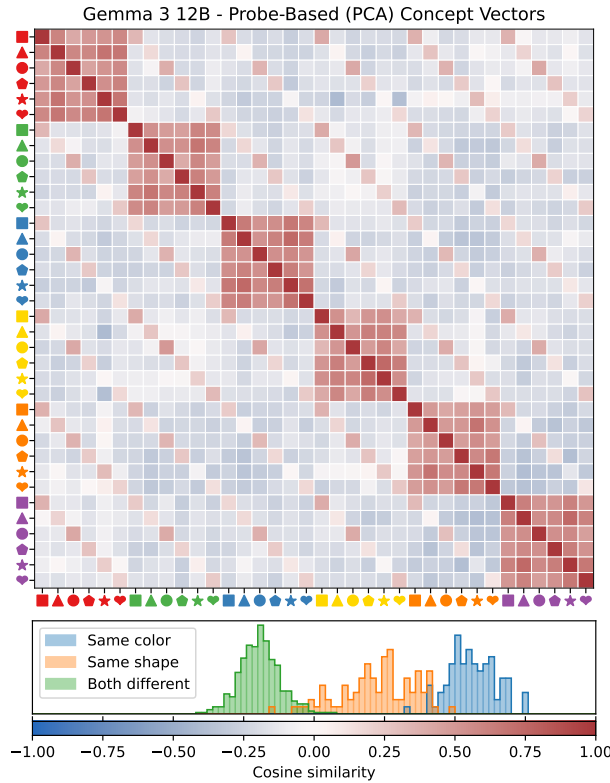 Gemma 3 12B - Probe-Based (PCA) Concept Vectors
Same color
Same shape
Both different
−1.00 −0.75 −0.50 −0.25 0.00 0.25 0.50 0.75 1.00
Cosine similarity